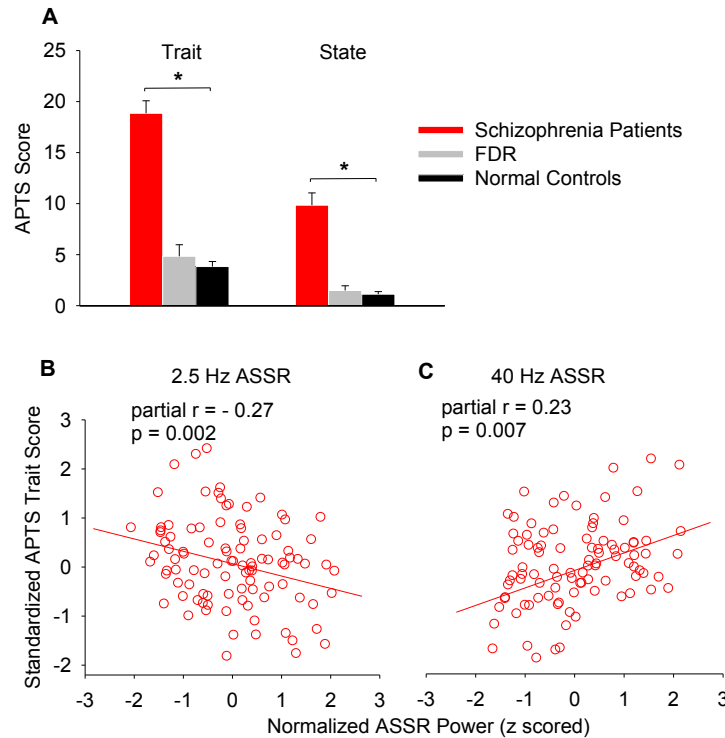 A
Trait State
25
20
15
10
5
0
APTS Score
*
*
Schizophrenia Patients
FDR
Normal Controls
B
2.5 Hz ASSR
partial r = - 0.27
p = 0.002
C
40 Hz ASSR
partial r = 0.23
p = 0.007
Standardized APTS Trait Score
3
2
1
0
-1
-2
-3 -2 -1 0 1 2 3
-3 -2 -1 0 1 2 3
Normalized ASSR Power (z scored)